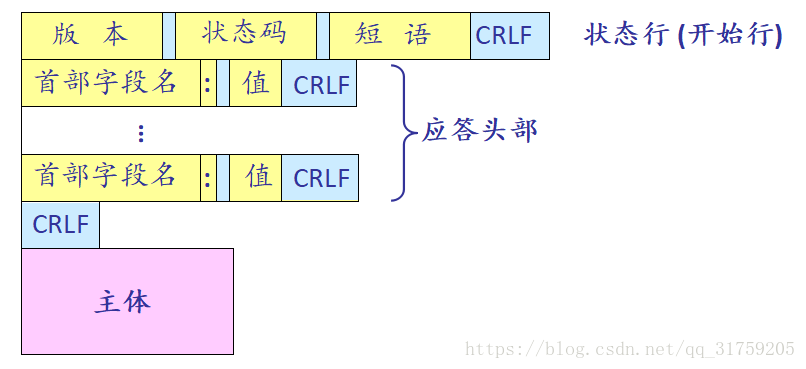 版 本 状态码 短 语 CRLF 状态行 (开始行)
首部字段名 : 值 CRLF
⋮
应答头部
首部字段名 : 值 CRLF
CRLF
主体
https://blog.csdn.net/qq_31759205